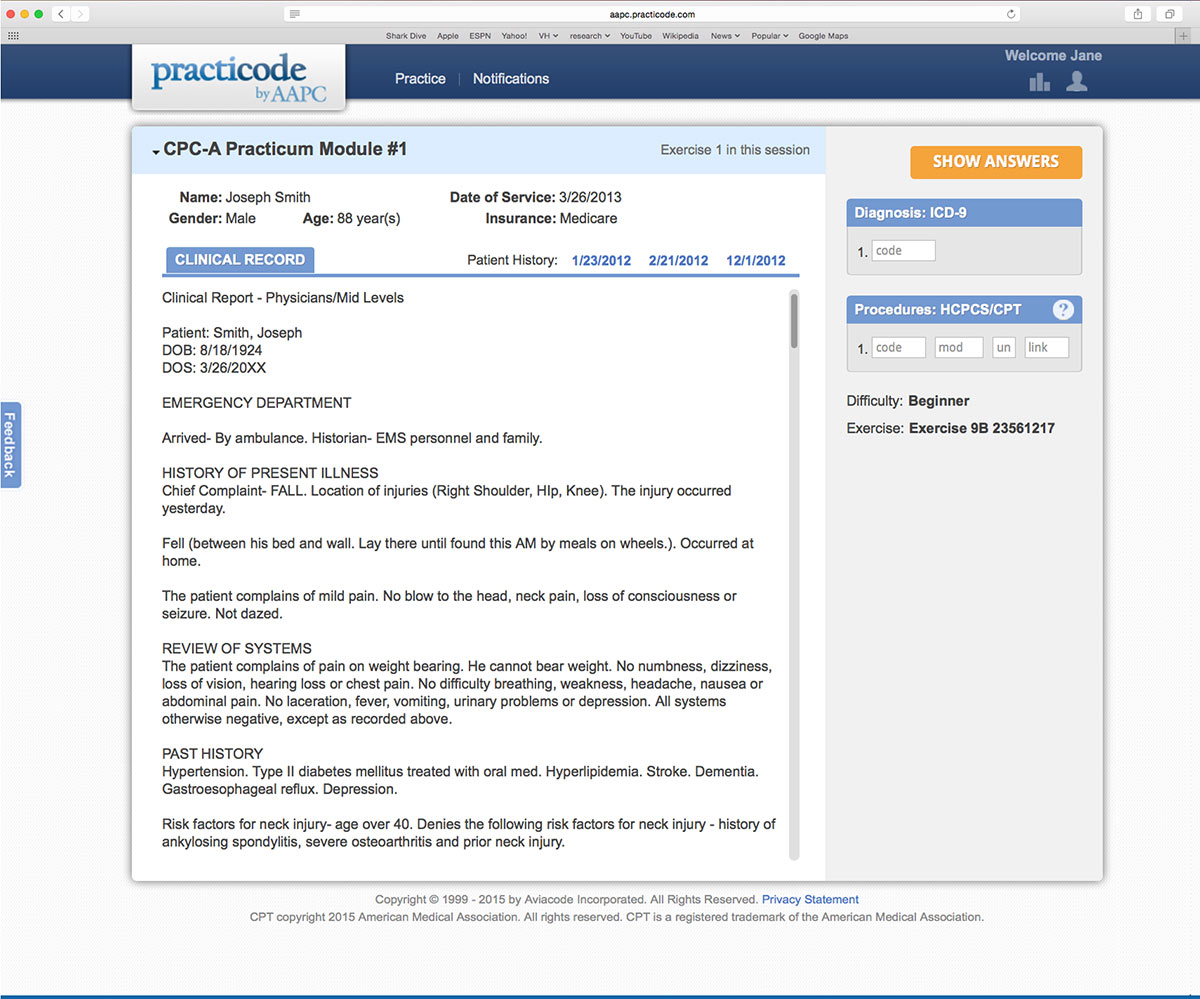 aapc.practicode.com
Shark Dive Apple ESPN Yahoo! VH research YouTube Wikipedia News Popular Google Maps
practicode
by AAPC
Practice | Notifications
Welcome Jane
CPC-A Practicum Module #1
Exercise 1 in this session
Name: Joseph Smith
Date of Service: 3/26/2013
Gender: Male
Age: 88 year(s)
Insurance: Medicare
CLINICAL RECORD
Patient History: 1/23/2012 2/21/2012 12/1/2012
Clinical Report - Physicians/Mid Levels
Patient: Smith, Joseph
DOB: 8/18/1924
DOS: 3/26/20XX
EMERGENCY DEPARTMENT
Arrived- By ambulance. Historian- EMS personnel and family.
HISTORY OF PRESENT ILLNESS
Chief Complaint- FALL. Location of injuries (Right Shoulder, HIp, Knee). The injury occurred
yesterday.
Fell (between his bed and wall. Lay there until found this AM by meals on wheels.). Occurred at
home.
The patient complains of mild pain. No blow to the head, neck pain, loss of consciousness or
seizure. Not dazed.
REVIEW OF SYSTEMS
The patient complains of pain on weight bearing. He cannot bear weight. No numbness, dizziness,
loss of vision, hearing loss or chest pain. No difficulty breathing, weakness, headache, nausea or
abdominal pain. No laceration, fever, vomiting, urinary problems or depression. All systems
otherwise negative, except as recorded above.
PAST HISTORY
Hypertension. Type II diabetes mellitus treated with oral med. Hyperlipidemia. Stroke. Dementia.
Gastroesophageal reflux. Depression.
Risk factors for neck injury- age over 40. Denies the following risk factors for neck injury - history of
ankylosing spondylitis, severe osteoarthritis and prior neck injury.
SHOW ANSWERS
Diagnosis: ICD-9
1. code
Procedures: HCPCS/CPT ?
1. code mod un link
Difficulty: Beginner
Exercise: Exercise 9B 23561217
Feedback
Copyright © 1999 - 2015 by Aviacode Incorporated. All Rights Reserved. Privacy Statement
CPT copyright 2015 American Medical Association. All rights reserved. CPT is a registered trademark of the American Medical Association.